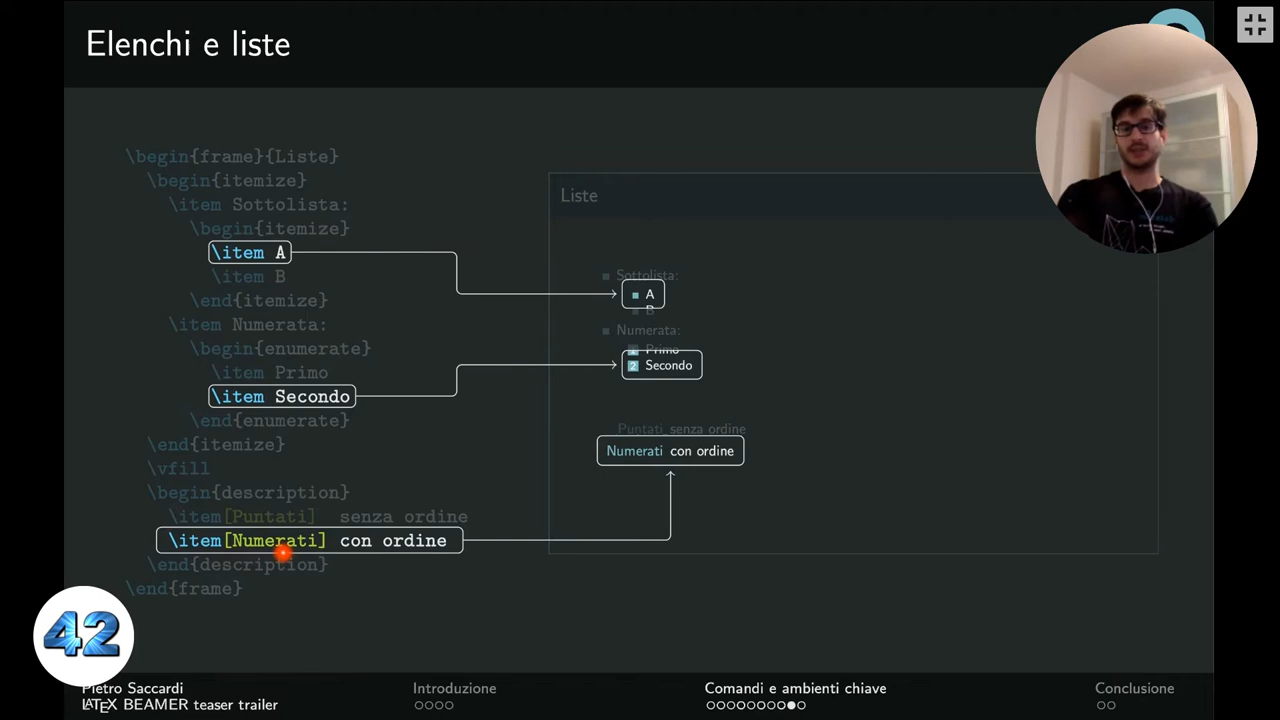 Elenchi e liste
\begin{frame}{Liste}
\begin{itemize}
\item Sottolista:
\begin{itemize}
\item A
\item B
\end{itemize}
\item Numerata:
\begin{enumerate}
\item Primo
\item Secondo
\end{enumerate}
\end{itemize}
\vfill
\begin{description}
\item[Puntati] senza ordine
\item[Numerati] con ordine
\end{description}
\end{frame}
Liste
Sottolista:
A
B
Numerata:
1 Primo
2 Secondo
Puntati senza ordine
Numerati con ordine
42
Pietro Saccardi
LATEX BEAMER teaser trailer
Introduzione
Comandi e ambienti chiave
Conclusione